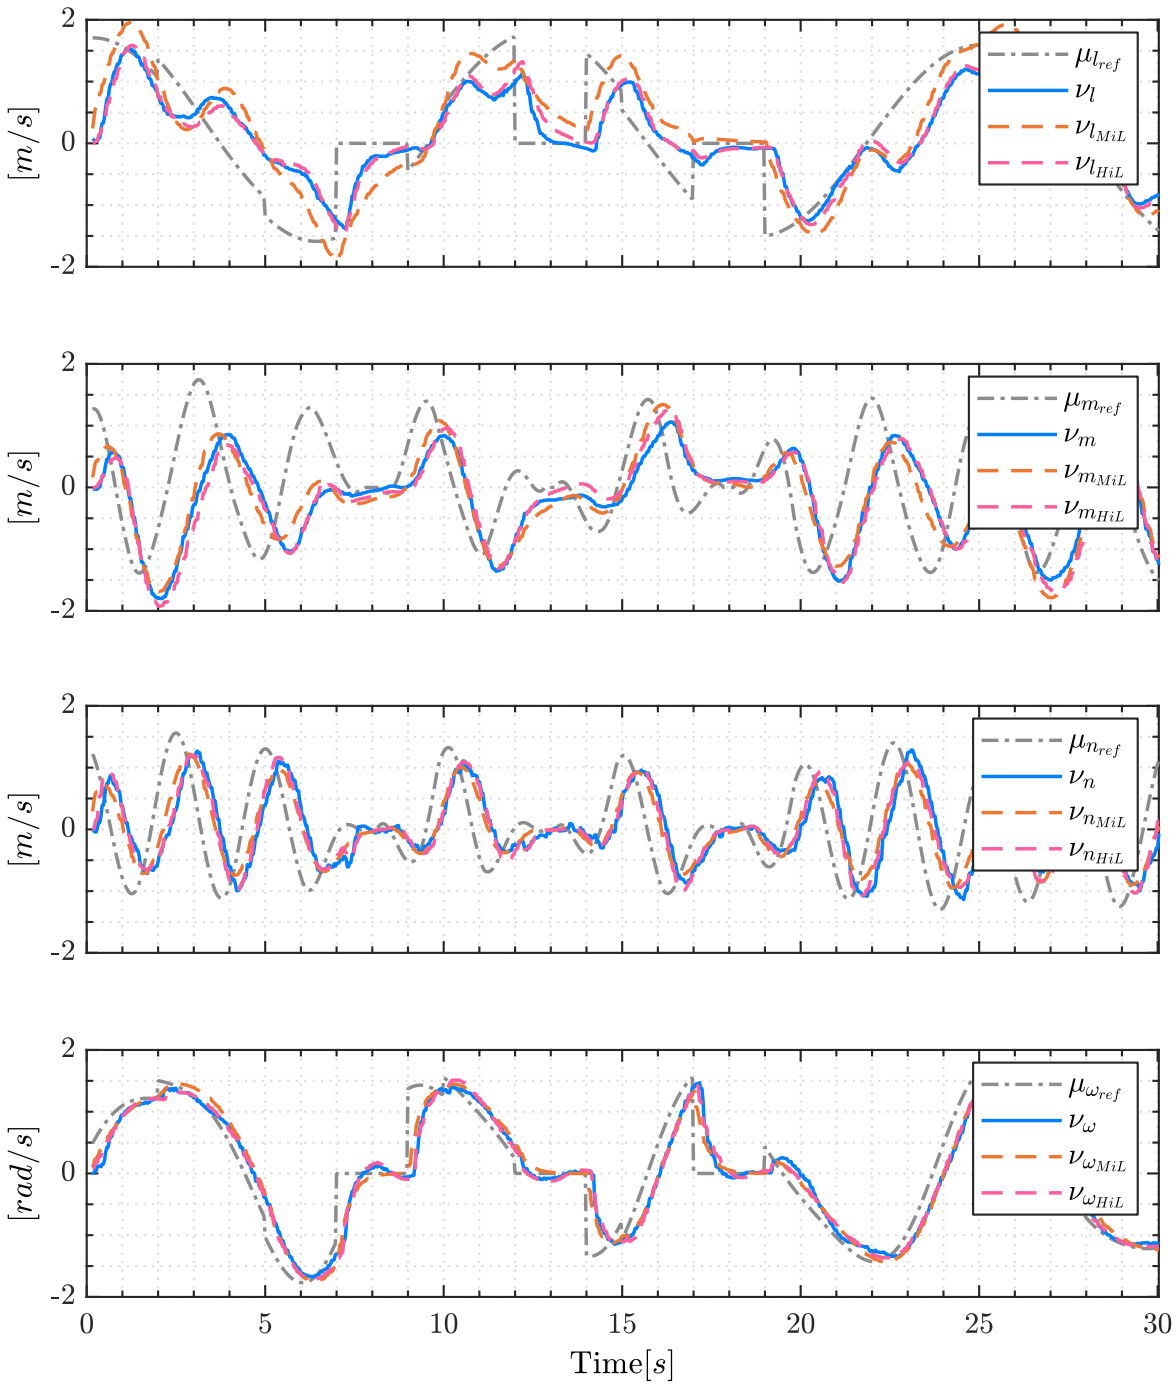 2
0
-2
[m/s]
μ_{l_{ref}}
ν_l
ν_{l_{MiL}}
ν_{l_{HiL}}
2
0
-2
[m/s]
μ_{m_{ref}}
ν_m
ν_{m_{MiL}}
ν_{m_{HiL}}
2
0
-2
[m/s]
μ_{n_{ref}}
ν_n
ν_{n_{MiL}}
ν_{n_{HiL}}
2
0
-2
[rad/s]
μ_{ω_{ref}}
ν_ω
ν_{ω_{MiL}}
ν_{ω_{HiL}}
0 5 10 15 20 25 30
Time[s]